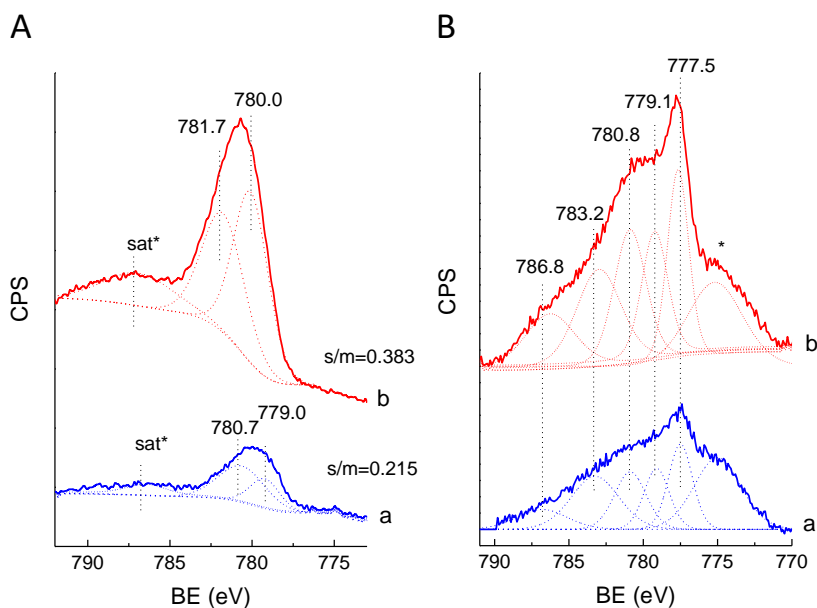 A
780.0
781.7
sat*
CPS
s/m=0.383
b
779.0
780.7
sat*
s/m=0.215
a
790 785 780 775
BE (eV)
B
777.5
779.1
780.8
783.2
*
786.8
CPS
b
a
790 785 780 775 770
BE (eV)